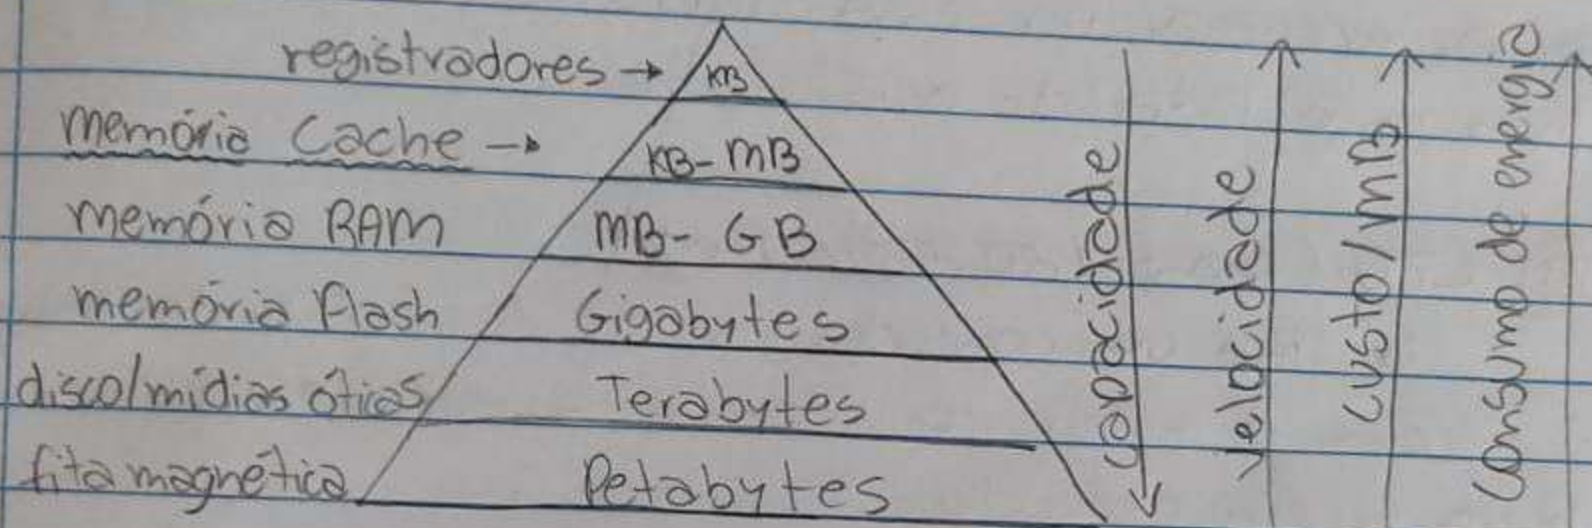 registradores → KB
memória Cache → KB-MB
memória RAM MB-GB
memória flash Gigabytes
disco/mídias óticas Terabytes
fita magnética Petabytes
capacidade
velocidade
custo/MB
Consumo de energia